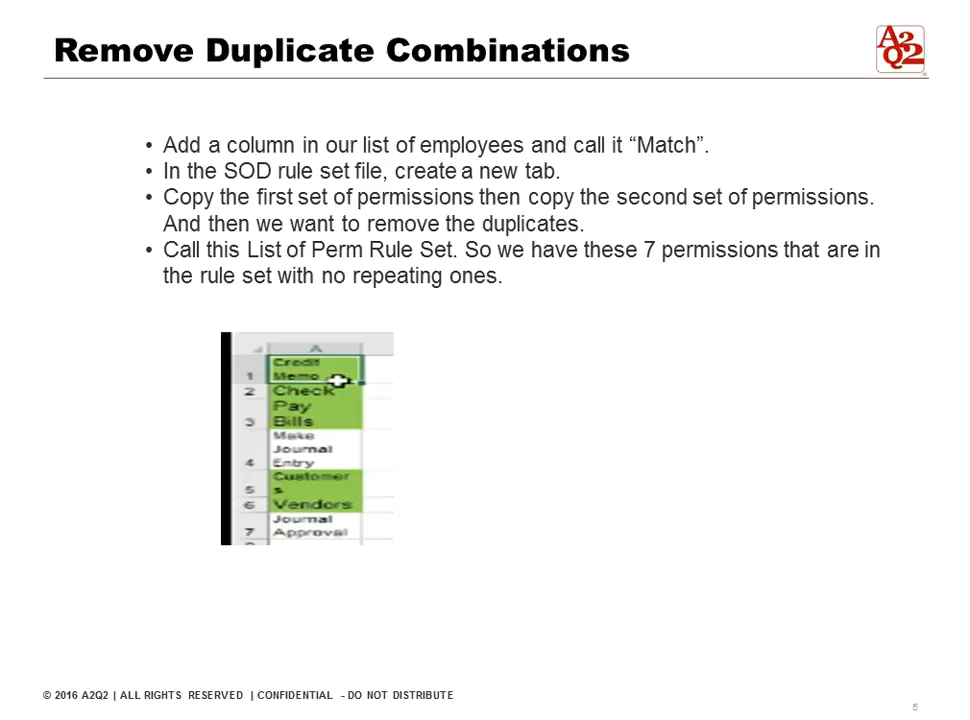 Remove Duplicate Combinations
A2Q2
• Add a column in our list of employees and call it “Match”.
• In the SOD rule set file, create a new tab.
• Copy the first set of permissions then copy the second set of permissions.
And then we want to remove the duplicates.
• Call this List of Perm Rule Set. So we have these 7 permissions that are in
the rule set with no repeating ones.
A
Credit
1 Memo
2 Check
Pay
3 Bills
Make
Journal
4 Entry
Customer
5 s
6 Vendors
Journal
7 Approval
© 2016 A2Q2 | ALL RIGHTS RESERVED | CONFIDENTIAL - DO NOT DISTRIBUTE
5